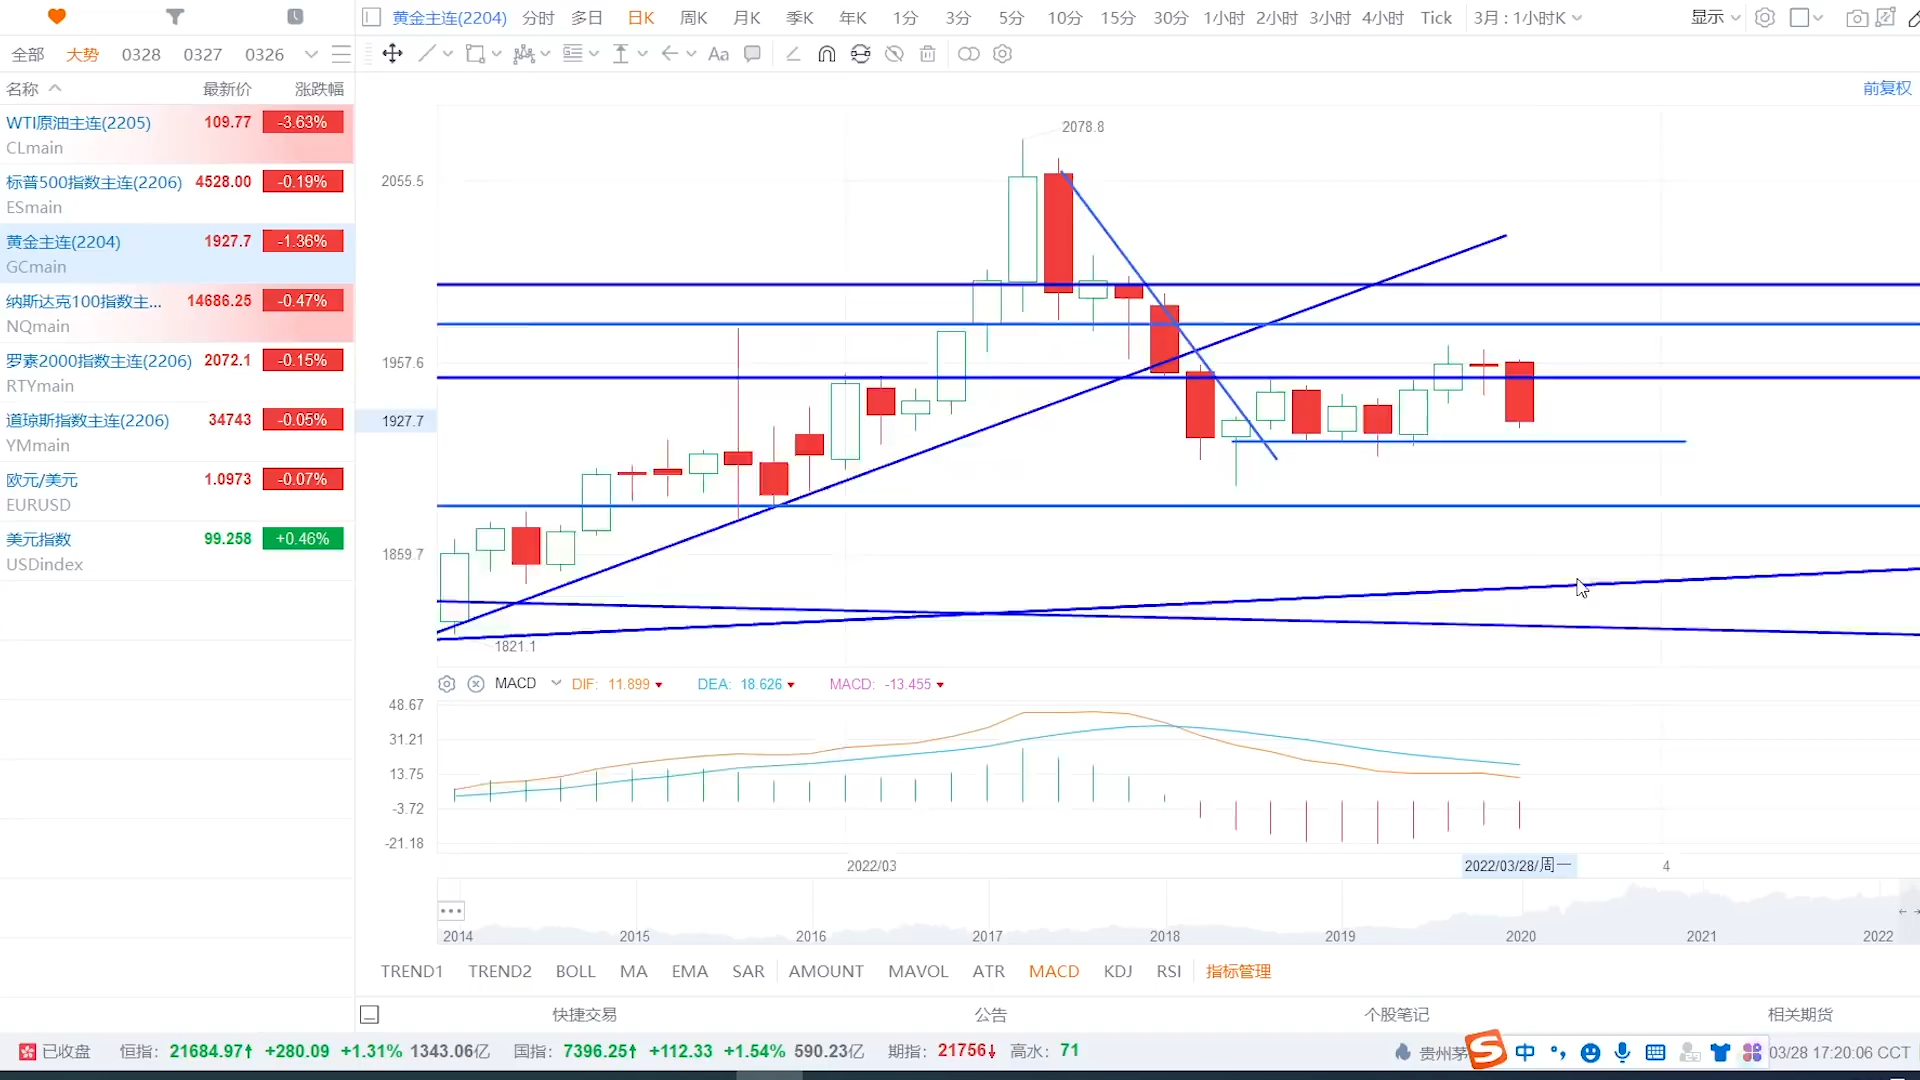 黄金主连(2204) 分时 多日 日K 周K 月K 季K 年K 1分 3分 5分 10分 15分 30分 1小时 2小时 3小时 4小时 Tick 3月 : 1小时K 显示
全部 大势 0328 0327 0326
Aa
名称 最新价 涨跌幅
前复权
WTI原油主连(2205) 109.77 -3.63%
CLmain
标普500指数主连(2206) 4528.00 -0.19%
ESmain
黄金主连(2204) 1927.7 -1.36%
GCmain
纳斯达克100指数主... 14686.25 -0.47%
NQmain
罗素2000指数主连(2206) 2072.1 -0.15%
RTYmain
道琼斯指数主连(2206) 34743 -0.05%
YMmain
欧元/美元 1.0973 -0.07%
EURUSD
美元指数 99.258 +0.46%
USDindex
2078.8
2055.5
1957.6
1927.7
1859.7
1821.1
MACD DIF: 11.899 DEA: 18.626 MACD: -13.455
48.67
31.21
13.75
-3.72
-21.18
2022/03 2022/03/28/周一 4
2014 2015 2016 2017 2018 2019 2020 2021 2022
TREND1 TREND2 BOLL MA EMA SAR AMOUNT MAVOL ATR MACD KDJ RSI 指标管理
快捷交易 公告 个股笔记 相关期货
已收盘 恒指: 21684.97↑ +280.09 +1.31% 1343.06亿 国指: 7396.25↑ +112.33 +1.54% 590.23亿 期指: 21756↓ 高水: 71 贵州茅 S 中 03/28 17:20:06 CCT